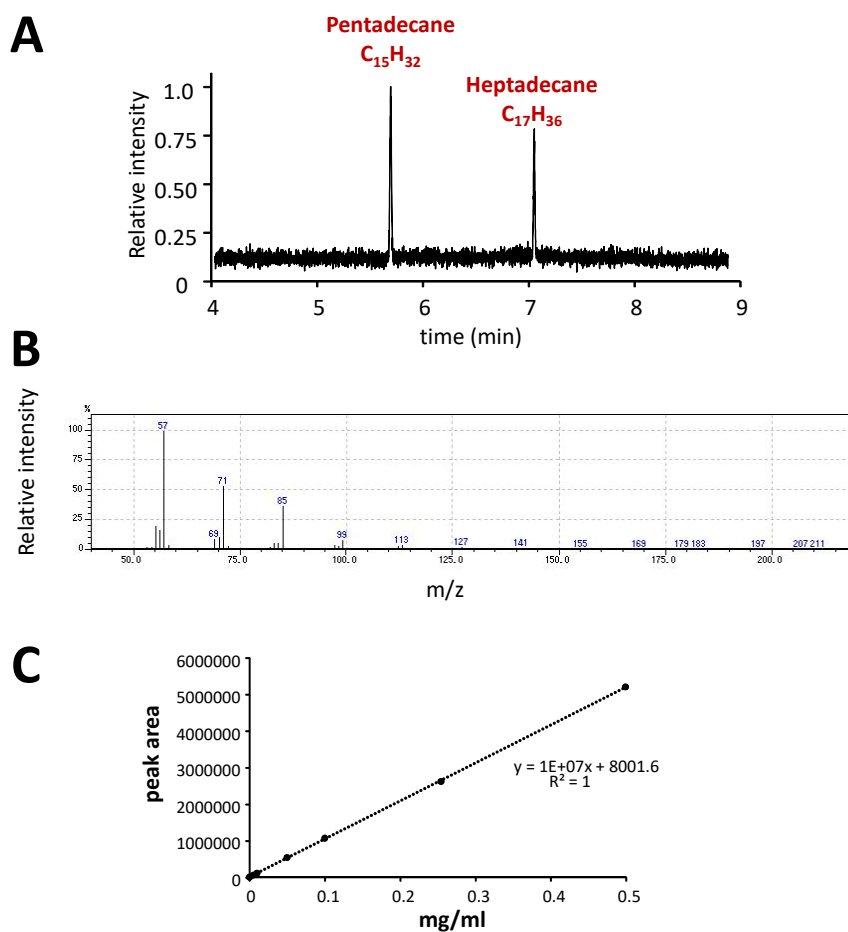 A
Pentadecane
C₁₅H₃₂
Heptadecane
C₁₇H₃₆
Relative intensity
1.0
0.75
0.50
0.25
0
4 5 6 7 8 9
time (min)
B
Relative intensity
%
100
75
50
25
0
57
71
85
69
99
113
127
141
155
169
179 183
197
207 211
50.0 75.0 100.0 125.0 150.0 175.0 200.0
m/z
C
peak area
6000000
5000000
4000000
3000000
2000000
1000000
0
y = 1E+07x + 8001.6
R² = 1
0 0.1 0.2 0.3 0.4 0.5
mg/ml